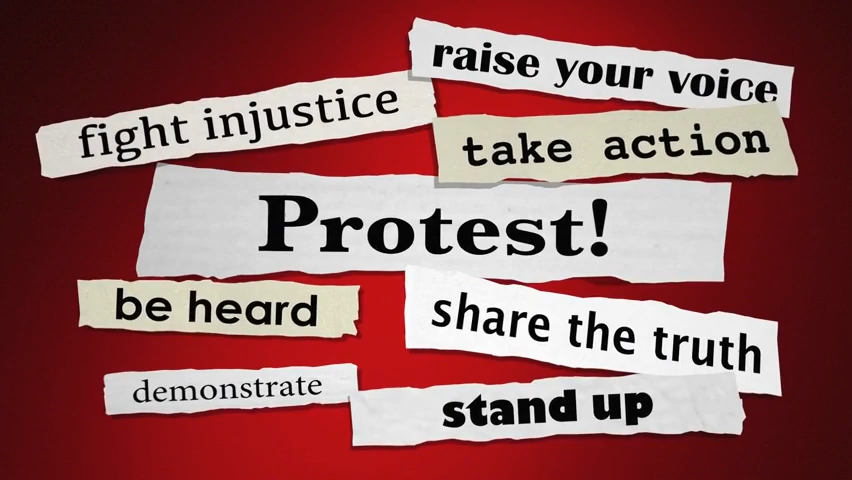 raise your voice
fight injustice
take action
Protest!
be heard
share the truth
demonstrate
stand up